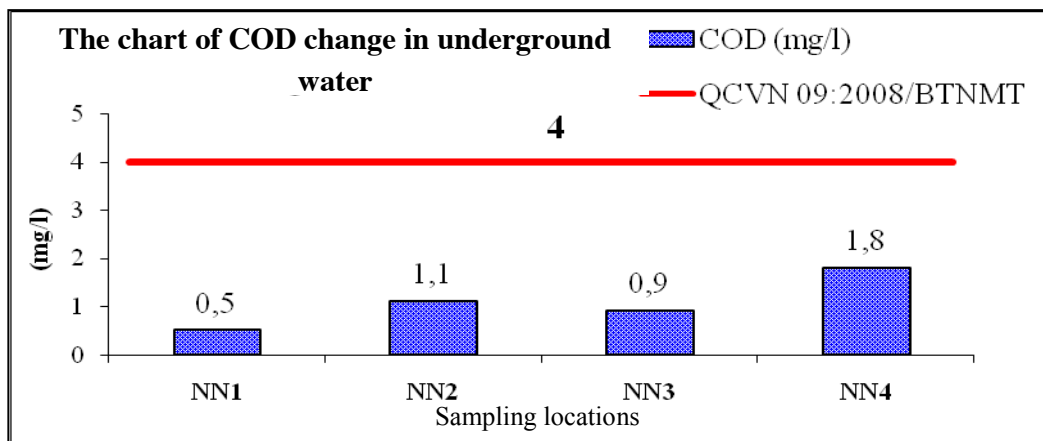 The chart of COD change in underground
water
COD (mg/l)
QCVN 09:2008/BTNMT
(mg/l)
5
4
3
2
1
0
4
0,5
1,1
0,9
1,8
NN1 NN2 NN3 NN4
Sampling locations